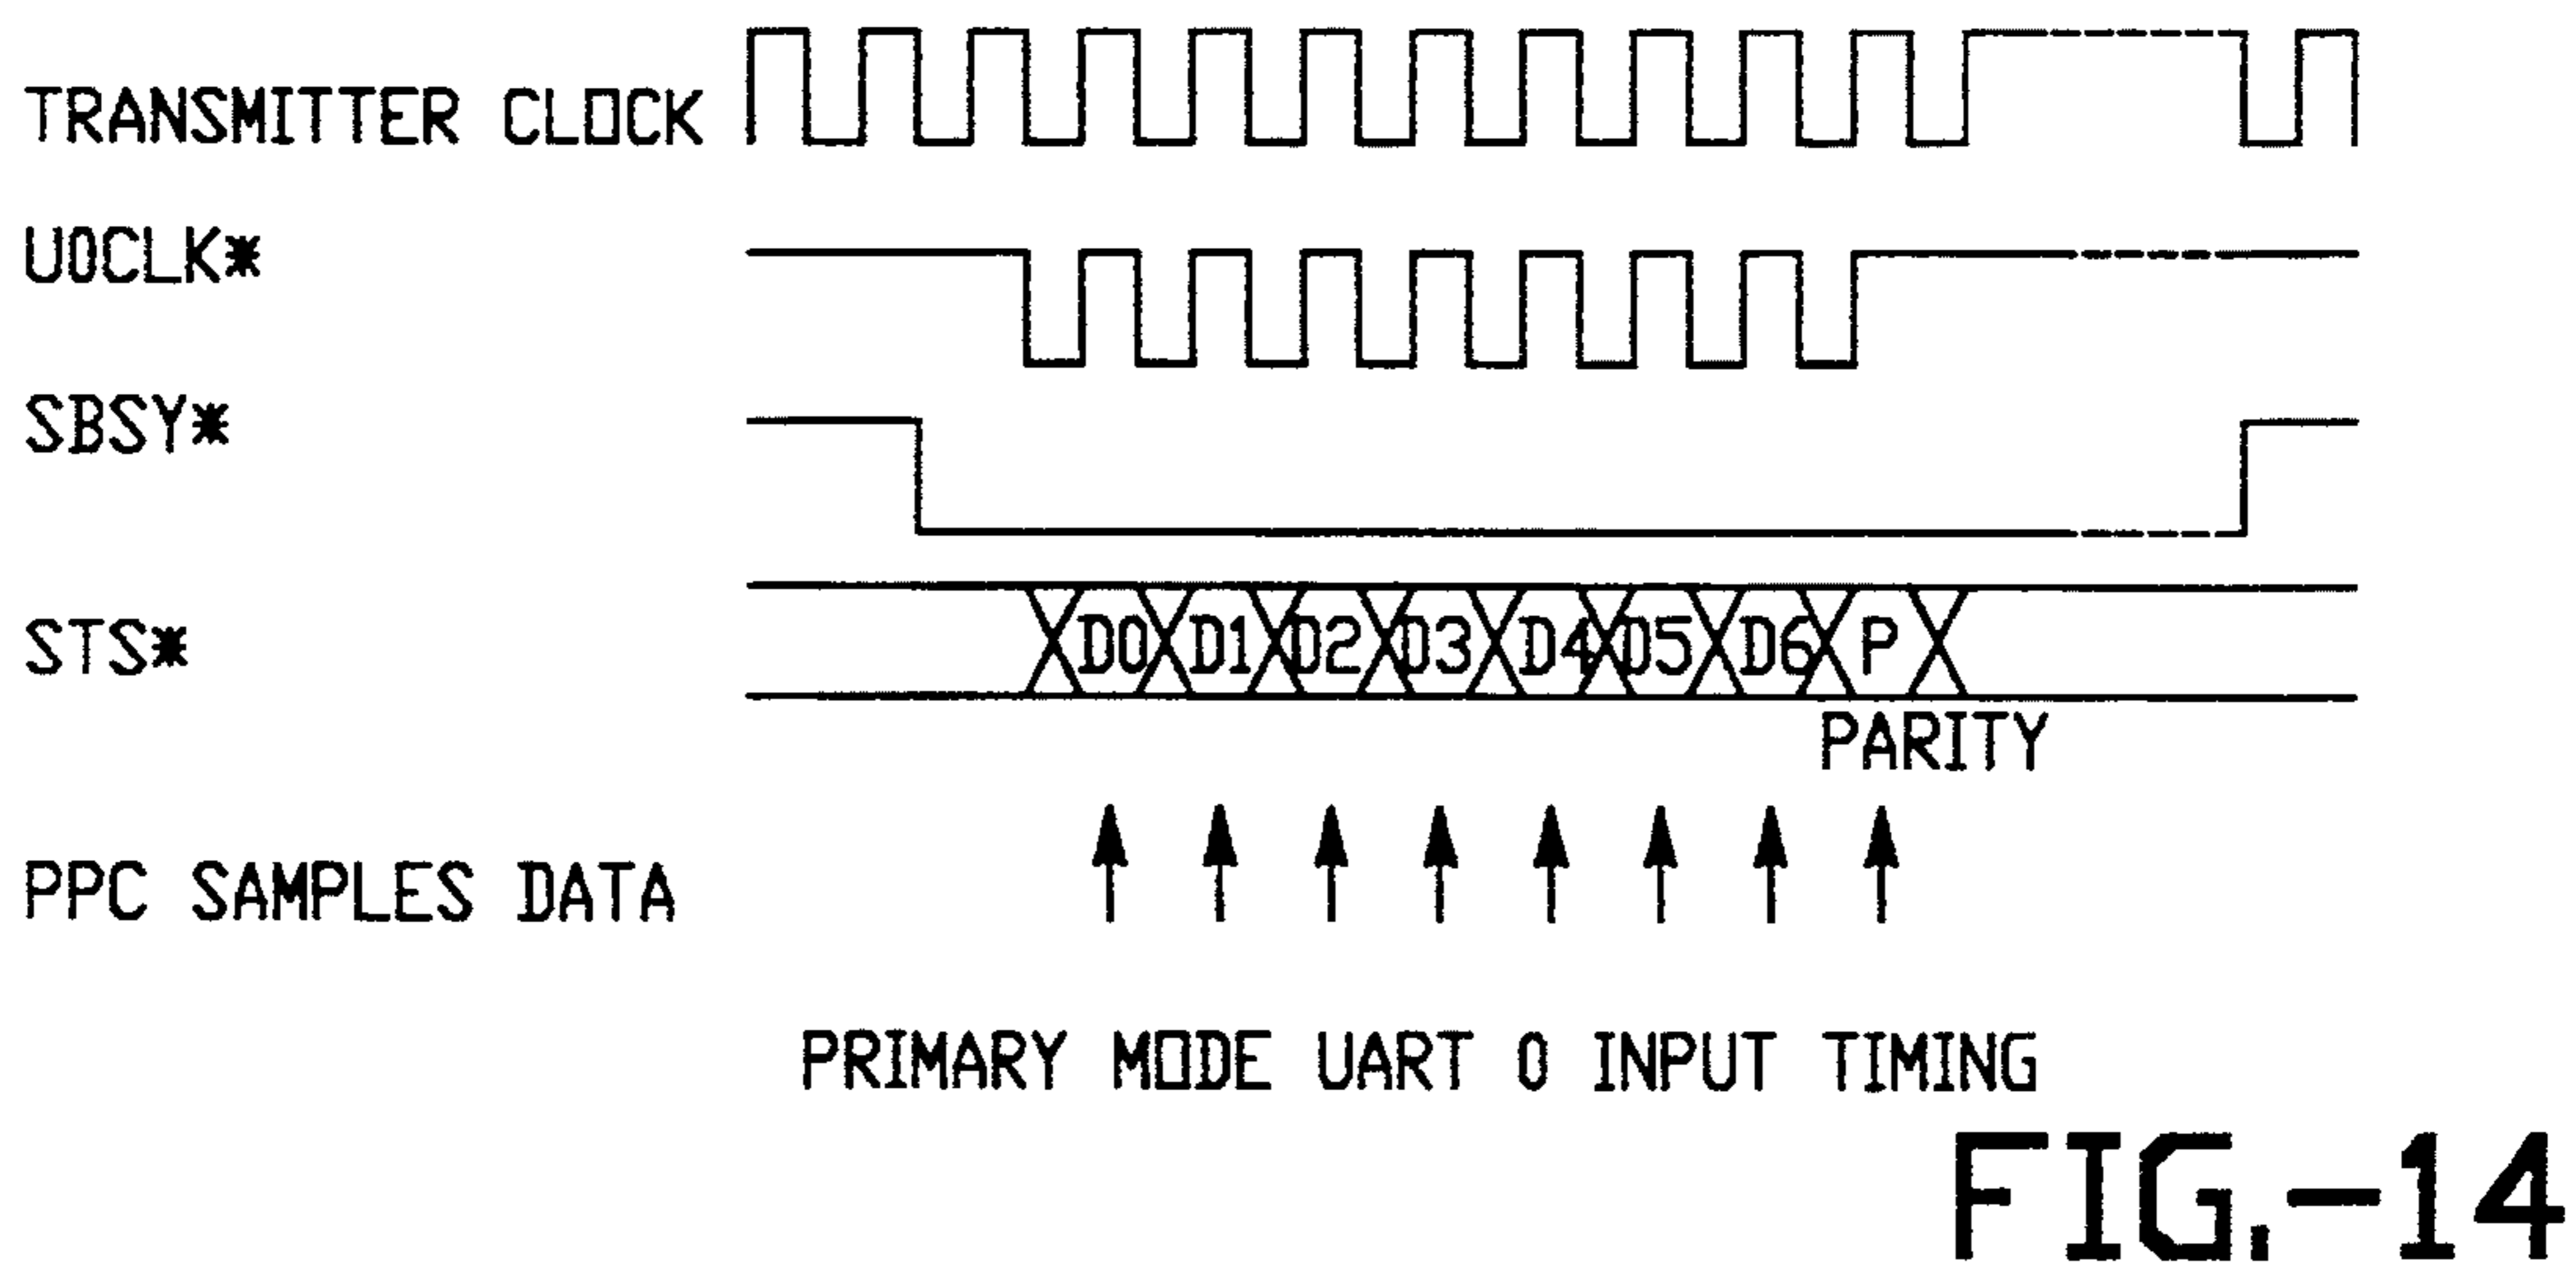 TRANSMITTER CLOCK
U0CLK*
SBSY*
STS*
D0 D1 D2 D3 D4 D5 D6 P
PARITY
PPC SAMPLES DATA
PRIMARY MODE UART 0 INPUT TIMING
FIG.-14